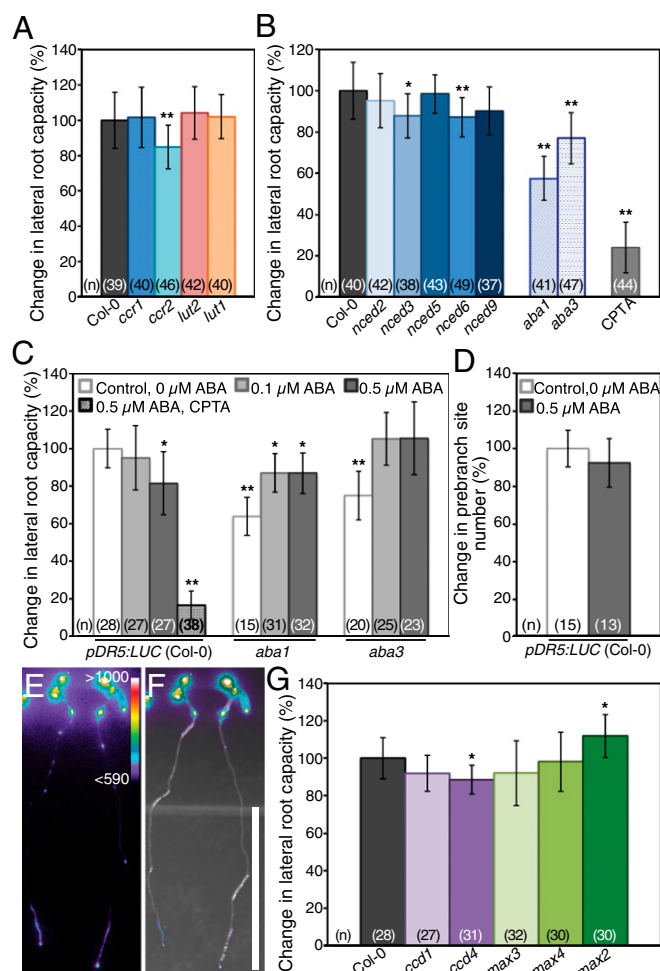 A
Change in lateral root capacity (%)
140
120
100
80
60
40
20
0
**
(n) (39) (40) (46) (42) (40)
Col-0 ccr1 ccr2 lut2 lut1
B
Change in lateral root capacity (%)
120
100
80
60
40
20
0
* ** ** ** **
(n) (40) (42) (38) (43) (49) (37) (41) (47) (44)
Col-0 nced2 nced3 nced5 nced6 nced9 aba1 aba3 CPTA
C
Change in lateral root capacity (%)
140
120
100
80
60
40
20
0
Control, 0 µM ABA 0.1 µM ABA 0.5 µM ABA
0.5 µM ABA, CPTA
* ** ** * * **
(n) (28) (27) (27) (38) (15) (31) (32) (20) (25) (23)
pDR5:LUC (Col-0) aba1 aba3
D
Change in prebranch site
number (%)
140
120
100
80
60
40
20
0
Control,0 µM ABA
0.5 µM ABA
(n) (15) (13)
pDR5:LUC (Col-0)
E
>1000
<590
F
G
Change in lateral root capacity (%)
140
120
100
80
60
40
20
0
* *
(n) (28) (27) (31) (32) (30) (30)
Col-0 ccd1 ccd4 max3 max4 max2